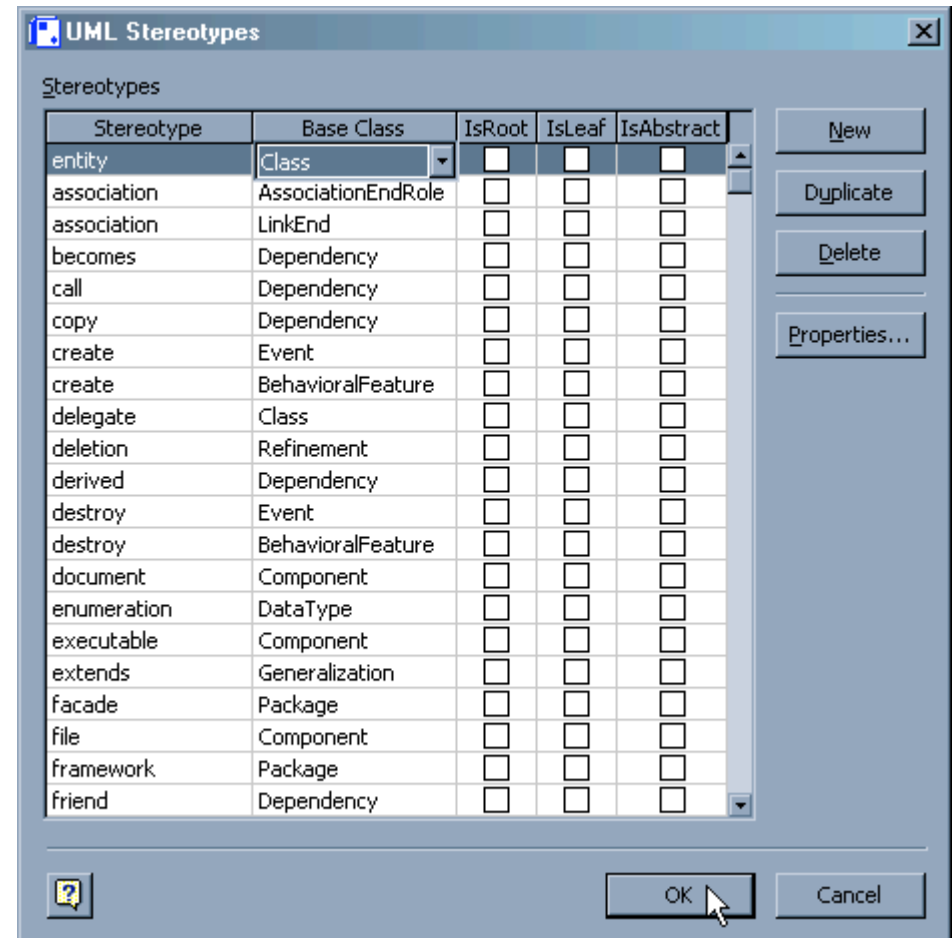 UML Stereotypes
Stereotypes
Stereotype Base Class IsRoot IsLeaf IsAbstract
entity Class
association AssociationEndRole
association LinkEnd
becomes Dependency
call Dependency
copy Dependency
create Event
create BehavioralFeature
delegate Class
deletion Refinement
derived Dependency
destroy Event
destroy BehavioralFeature
document Component
enumeration DataType
executable Component
extends Generalization
facade Package
file Component
framework Package
friend Dependency
New
Duplicate
Delete
Properties...
?
OK
Cancel